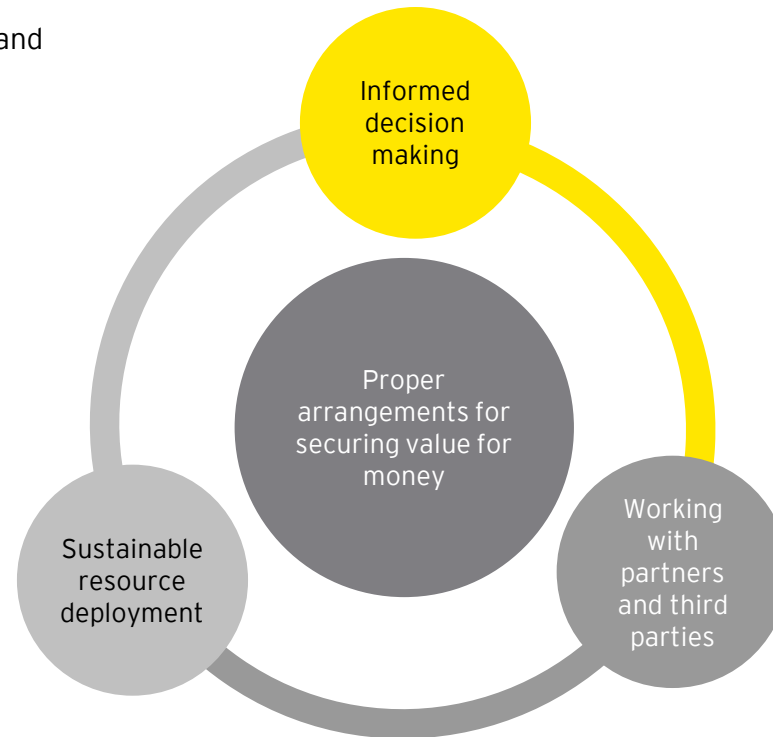 and
Informed
decision
making
Proper
arrangements for
securing value for
money
Sustainable
resource
deployment
Working
with
partners
and third
parties